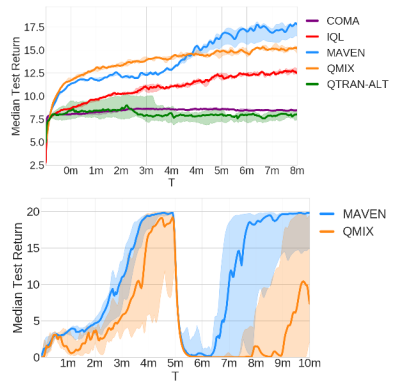 17.5
15.0
12.5
10.0
7.5
5.0
2.5
Median Test Return
0m 1m 2m 3m 4m 5m 6m 7m 8m
T
COMA
IQL
MAVEN
QMIX
QTRAN-ALT
20
15
10
5
0
Median Test Return
0m 1m 2m 3m 4m 5m 6m 7m 8m 9m 10m
T
MAVEN
QMIX